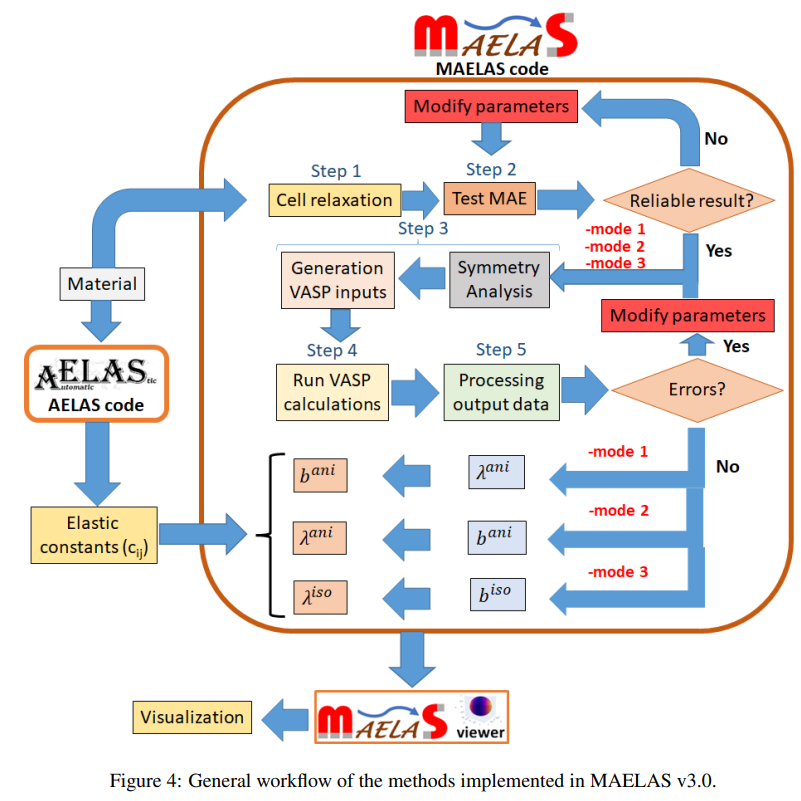 MAELAS
MAELAS code
Modify parameters
No
Step 1
Step 2
Cell relaxation
Test MAE
Reliable result?
-mode 1
-mode 2
-mode 3
Yes
Step 3
Material
Generation
VASP inputs
Symmetry
Analysis
Modify parameters
Yes
Step 4
Step 5
AELAS
Automatic
tic
AELAS code
Run VASP
calculations
Processing
output data
Errors?
-mode 1
No
b^{ani}
λ^{ani}
-mode 2
Elastic
constants (c_{ij})
λ^{ani}
b^{ani}
-mode 3
λ^{iso}
b^{iso}
Visualization
MAELAS
viewer
Figure 4: General workflow of the methods implemented in MAELAS v3.0.